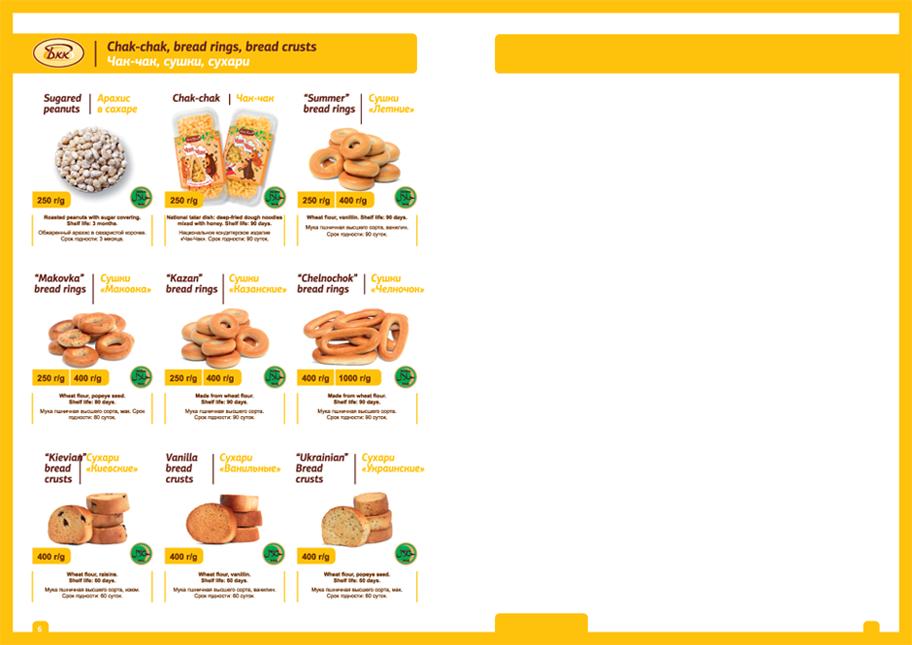 БКК
Chak-chak, bread rings, bread crusts
Чак-чак, сушки, сухари
Sugared
peanuts
Арахис
в сахаре
250 г/g
Roasted peanuts with sugar covering.
Shelf life: 3 months.
Обжаренный арахис в сахаристой корочке.
Срок годности: 3 месяца.
Chak-chak
Чак-чак
250 г/g
National tatar dish: deep-fried dough noodles
mixed with honey. Shelf life: 90 days.
Национальное кондитерское изделие
«Чак-Чак». Срок годности: 90 суток.
"Summer"
bread rings
Сушки
«Летние»
250 г/g 400 г/g
Wheat flour, vanillin. Shelf life: 90 days.
Мука пшеничная высшего сорта, ванилин.
Срок годности: 90 суток.
"Makovka"
bread rings
Сушки
«Маковка»
250 г/g 400 г/g
Wheat flour, popeye seed.
Shelf life: 80 days.
Мука пшеничная высшего сорта, мак. Срок
годности: 80 суток.
"Kazan"
bread rings
Сушки
«Казанские»
250 г/g 400 г/g
Made from wheat flour.
Shelf life: 90 days.
Мука пшеничная высшего сорта.
Срок годности: 90 суток.
"Chelnochok"
bread rings
Сушки
«Челночок»
400 г/g 1000 г/g
Made from wheat flour.
Shelf life: 90 days.
Мука пшеничная высшего сорта.
Срок годности: 90 суток.
"Kievian"
bread
crusts
Сухари
«Киевские»
400 г/g
Wheat flour, raisins.
Shelf life: 60 days.
Мука пшеничная высшего сорта, изюм.
Срок годности: 60 суток.
Vanilla
bread
crusts
Сухари
«Ванильные»
400 г/g
Wheat flour, vanillin.
Shelf life: 60 days.
Мука пшеничная высшего сорта, ванилин.
Срок годности: 60 суток.
"Ukrainian"
Bread
crusts
Сухари
«Украинские»
400 г/g
Wheat flour, popeye seed.
Shelf life: 60 days.
Мука пшеничная высшего сорта, мак.
Срок годности: 60 суток.
6